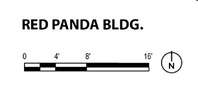 RED PANDA BLDG.
0 4' 8' 16' N